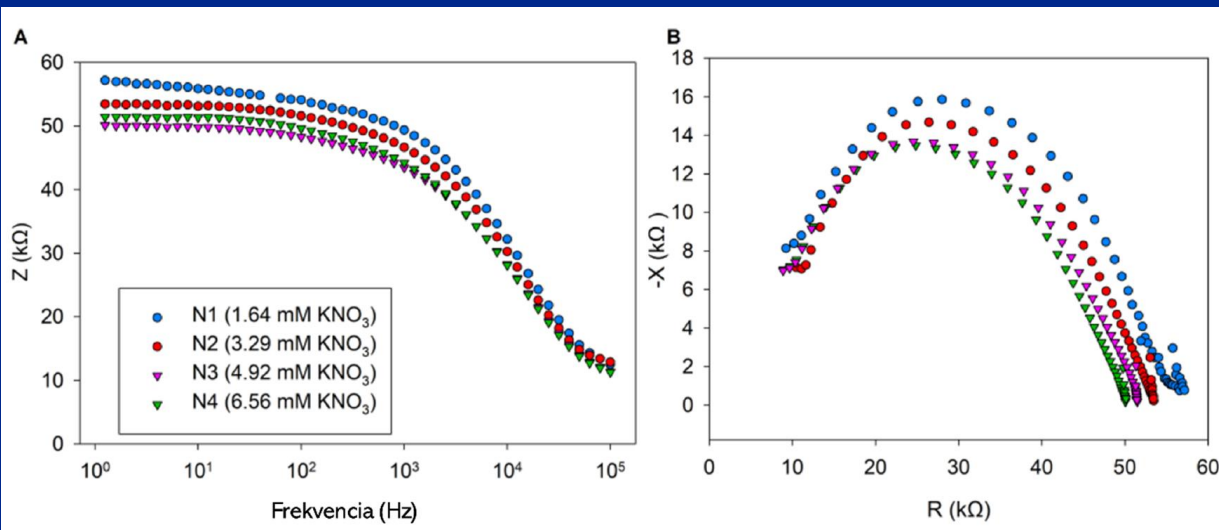 A
60
50
40
30
20
10
0
Z (kΩ)
N1 (1.64 mM KNO₃)
N2 (3.29 mM KNO₃)
N3 (4.92 mM KNO₃)
N4 (6.56 mM KNO₃)
10⁰ 10¹ 10² 10³ 10⁴ 10⁵
Frekvencia (Hz)
B
18
16
14
12
10
8
6
4
2
0
-X (kΩ)
0 10 20 30 40 50 60
R (kΩ)